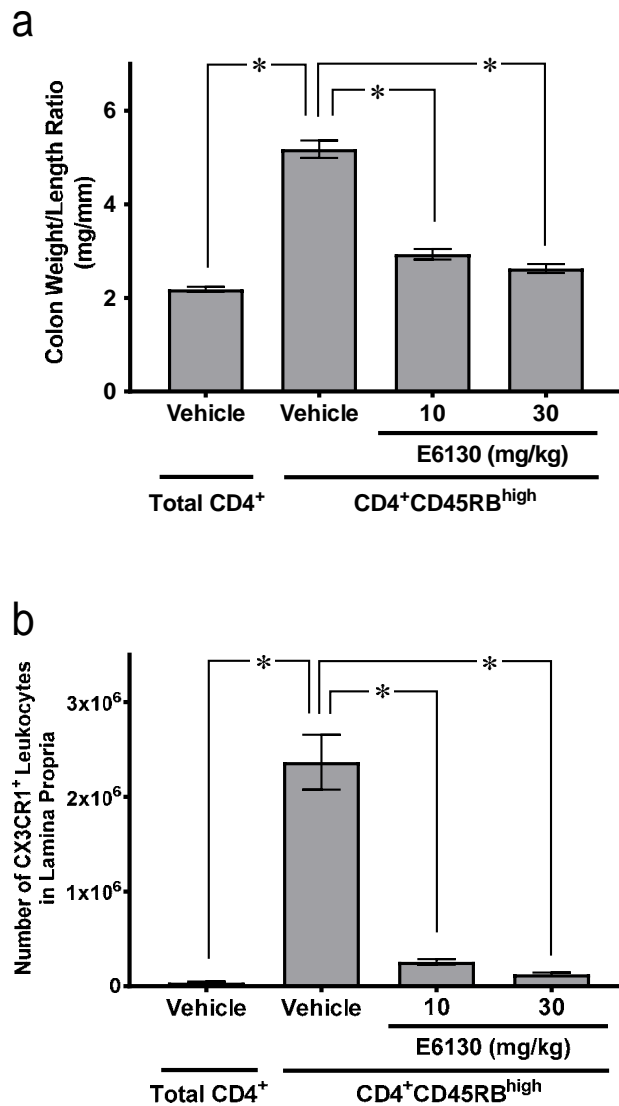 a
Colon Weight/Length Ratio
(mg/mm)
6
4
2
0
* * *
Vehicle Vehicle 10 30
E6130 (mg/kg)
Total CD4⁺ CD4⁺CD45RBʰⁱᵍʰ
b
Number of CX3CR1⁺ Leukocytes
in Lamina Propria
3x10⁶
2x10⁶
1x10⁶
0
* * *
Vehicle Vehicle 10 30
E6130 (mg/kg)
Total CD4⁺ CD4⁺CD45RBʰⁱᵍʰ